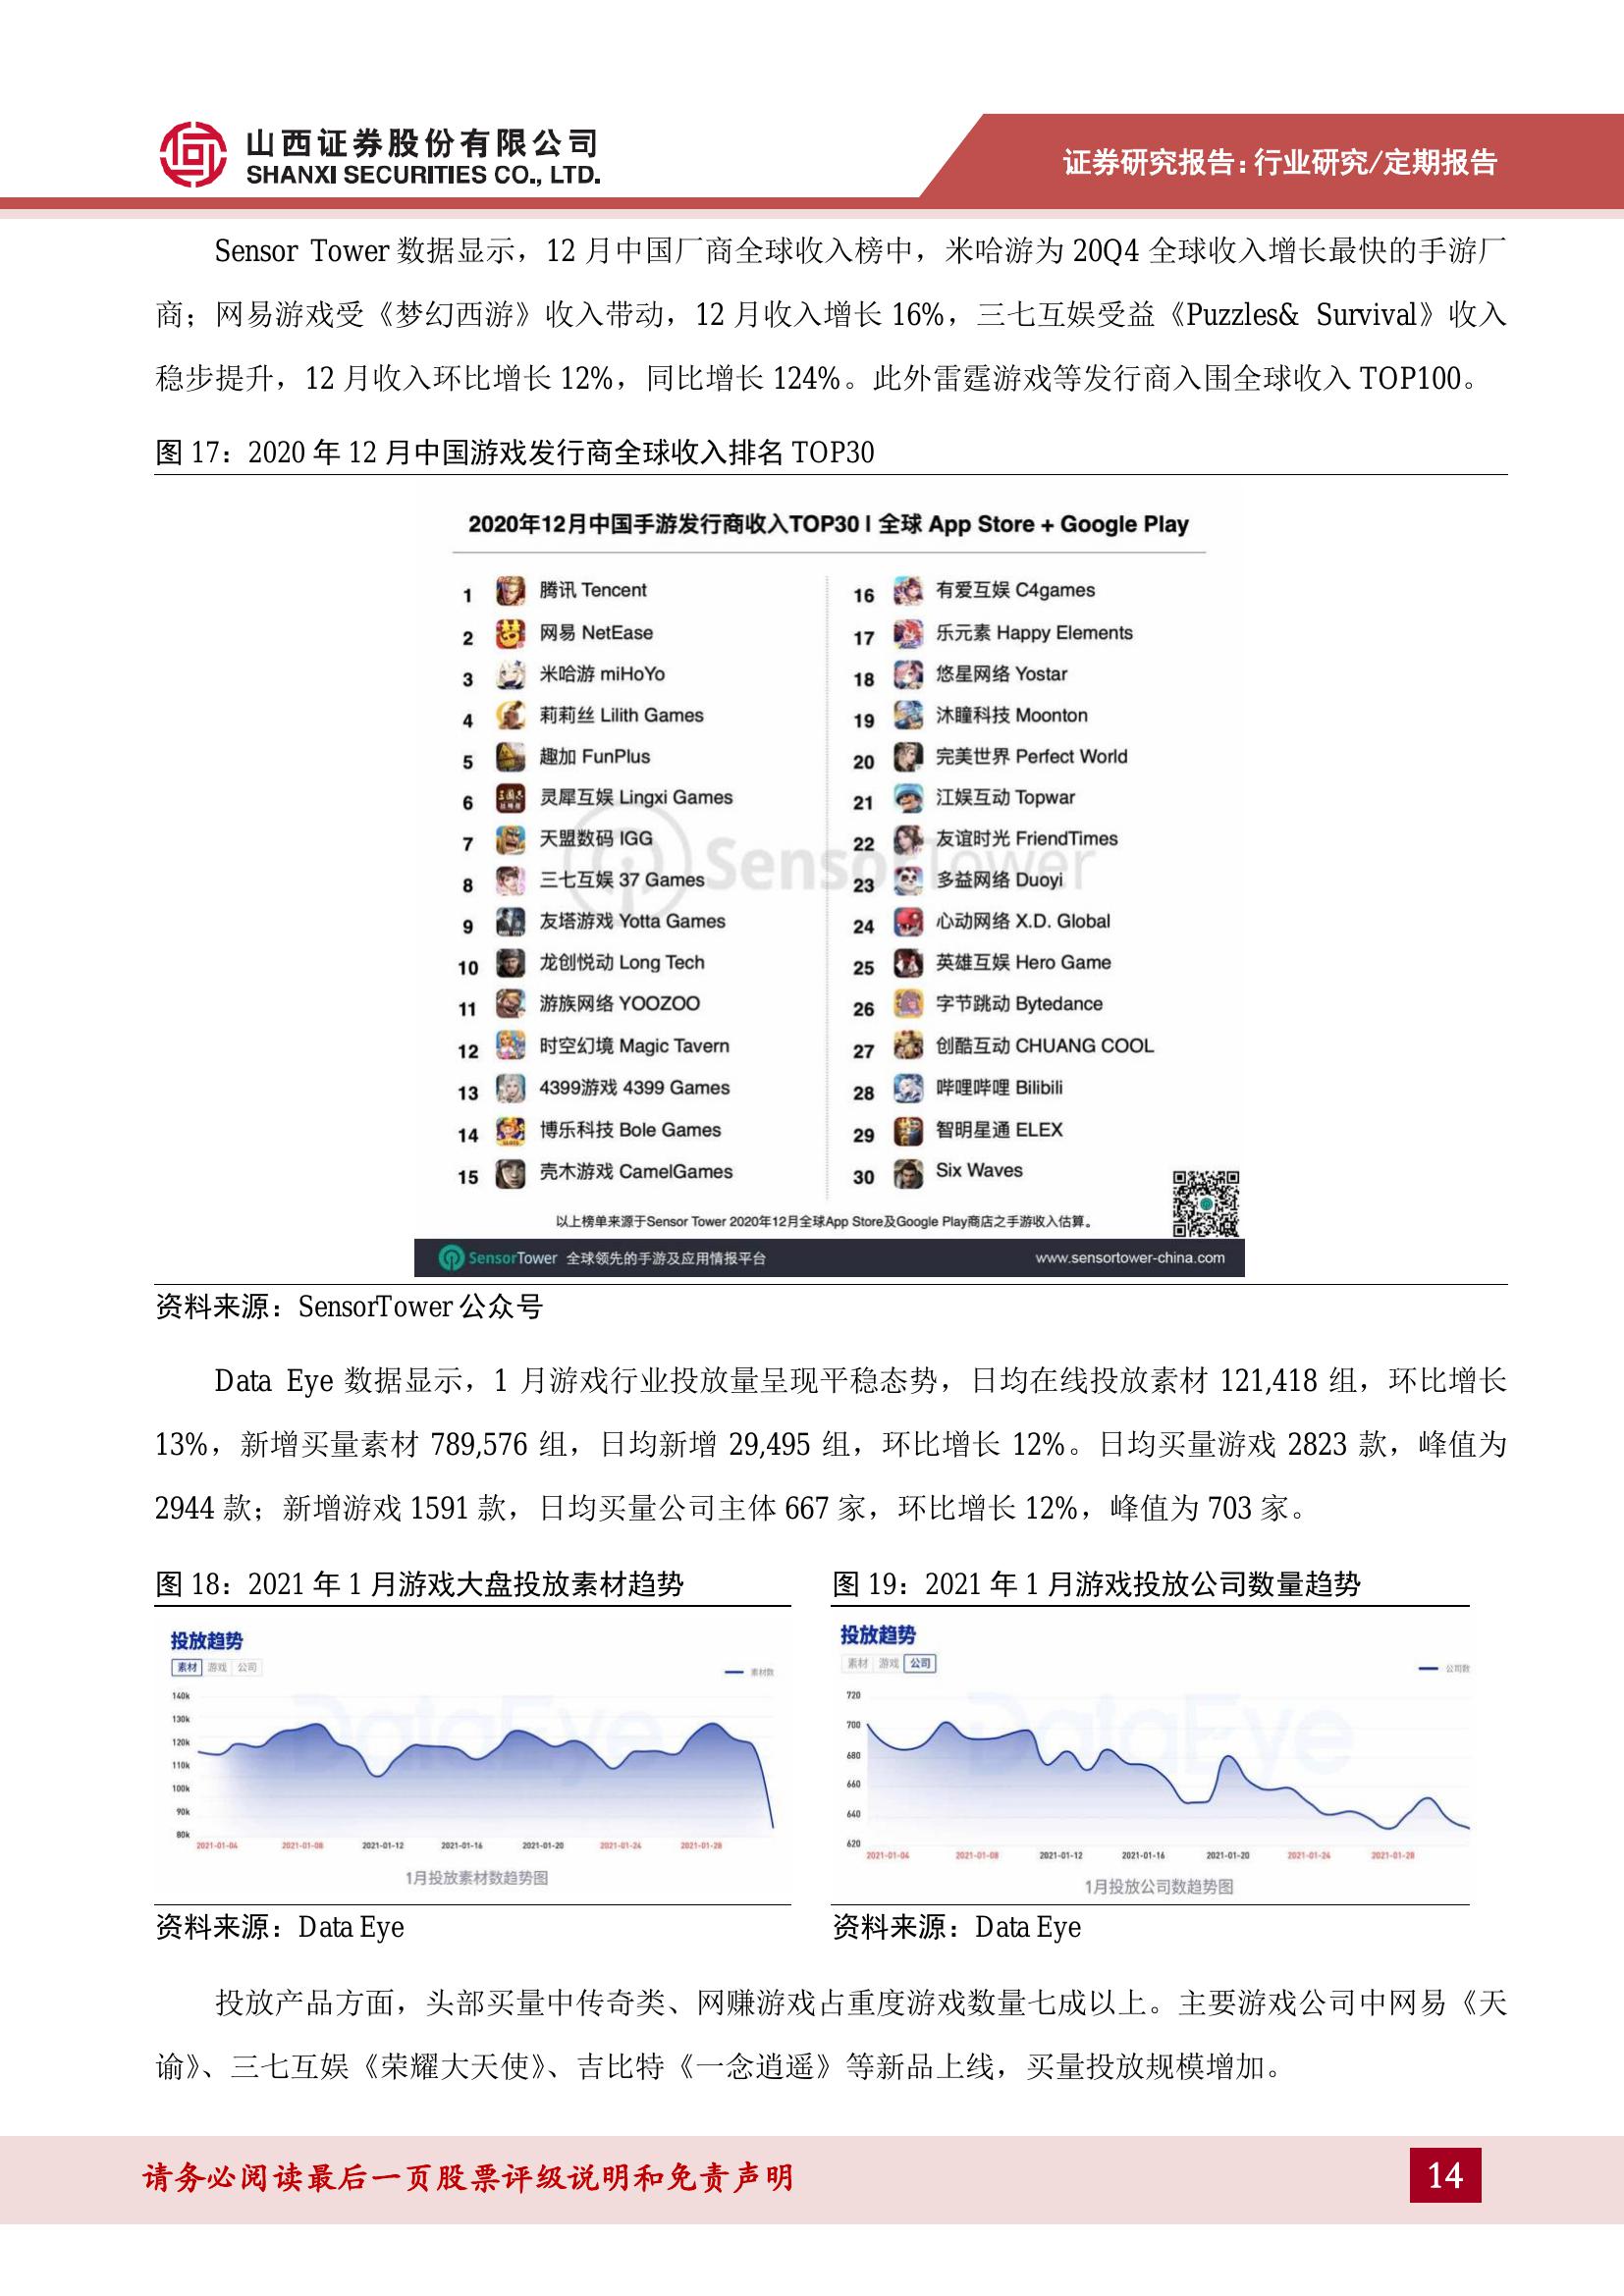 山西证券股份有限公司
SHANXI SECURITIES CO., LTD.
证券研究报告：行业研究/定期报告
Sensor Tower 数据显示，12 月中国厂商全球收入榜中，米哈游为 20Q4 全球收入增长最快的手游厂
商；网易游戏受《梦幻西游》收入带动，12 月收入增长 16%，三七互娱受益《Puzzles& Survival》收入
稳步提升，12 月收入环比增长 12%，同比增长 124%。此外雷霆游戏等发行商入围全球收入 TOP100。
图 17：2020 年 12 月中国游戏发行商全球收入排名 TOP30
2020年12月中国手游发行商收入TOP30 | 全球 App Store + Google Play
1 腾讯 Tencent
2 网易 NetEase
3 米哈游 miHoYo
4 莉莉丝 Lilith Games
5 趣加 FunPlus
6 灵犀互娱 Lingxi Games
7 天盟数码 IGG
8 三七互娱 37 Games
9 友塔游戏 Yotta Games
10 龙创悦动 Long Tech
11 游族网络 YOOZOO
12 时空幻境 Magic Tavern
13 4399游戏 4399 Games
14 博乐科技 Bole Games
15 壳木游戏 CamelGames
16 有爱互娱 C4games
17 乐元素 Happy Elements
18 悠星网络 Yostar
19 沐瞳科技 Moonton
20 完美世界 Perfect World
21 江娱互动 Topwar
22 友谊时光 FriendTimes
23 多益网络 Duoyi
24 心动网络 X.D. Global
25 英雄互娱 Hero Game
26 字节跳动 Bytedance
27 创酷互动 CHUANG COOL
28 哔哩哔哩 Bilibili
29 智明星通 ELEX
30 Six Waves
SensorTower
以上榜单来源于Sensor Tower 2020年12月全球App Store及Google Play商店之手游收入估算。
SensorTower 全球领先的手游及应用情报平台
www.sensortower-china.com
资料来源：SensorTower 公众号
Data Eye 数据显示，1 月游戏行业投放量呈现平稳态势，日均在线投放素材 121,418 组，环比增长
13%，新增买量素材 789,576 组，日均新增 29,495 组，环比增长 12%。日均买量游戏 2823 款，峰值为
2944 款；新增游戏 1591 款，日均买量公司主体 667 家，环比增长 12%，峰值为 703 家。
图 18：2021 年 1 月游戏大盘投放素材趋势
投放趋势
素材 游戏 公司
素材数
DataEye
140k
130k
120k
110k
100k
90k
80k
2021-01-04 2021-01-08 2021-01-12 2021-01-16 2021-01-20 2021-01-24 2021-01-28
1月投放素材数趋势图
资料来源：Data Eye
图 19：2021 年 1 月游戏投放公司数量趋势
投放趋势
素材 游戏 公司
公司数
DataEye
720
700
680
660
640
620
2021-01-04 2021-01-08 2021-01-12 2021-01-16 2021-01-20 2021-01-24 2021-01-28
1月投放公司数趋势图
资料来源：Data Eye
投放产品方面，头部买量中传奇类、网赚游戏占重度游戏数量七成以上。主要游戏公司中网易《天
谕》、三七互娱《荣耀大天使》、吉比特《一念逍遥》等新品上线，买量投放规模增加。
请务必阅读最后一页股票评级说明和免责声明
14